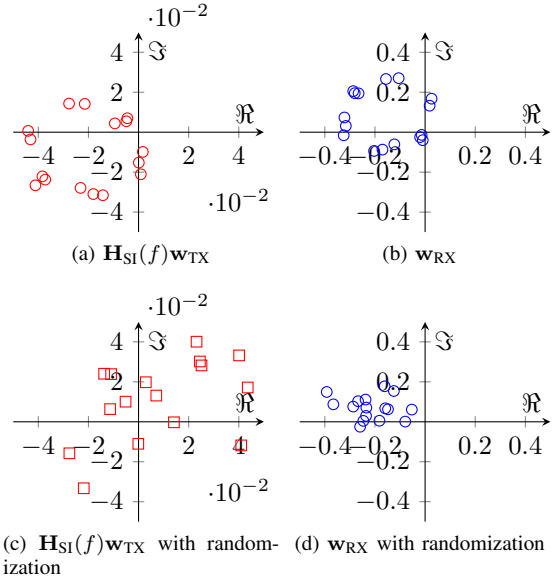 ·10⁻²
4
2
−2
−4
−4
−2
2
4
ℑ
ℜ
·10⁻²
(a) H_SI(f)w_TX
0.4
0.2
−0.2
−0.4
−0.4
−0.2
0.2
0.4
ℑ
ℜ
(b) w_RX
·10⁻²
4
2
−2
−4
−4
−2
2
4
ℑ
ℜ
·10⁻²
(c) H_SI(f)w_TX with random-
ization
0.4
0.2
−0.2
−0.4
−0.4
−0.2
0.2
0.4
ℑ
ℜ
(d) w_RX with randomization